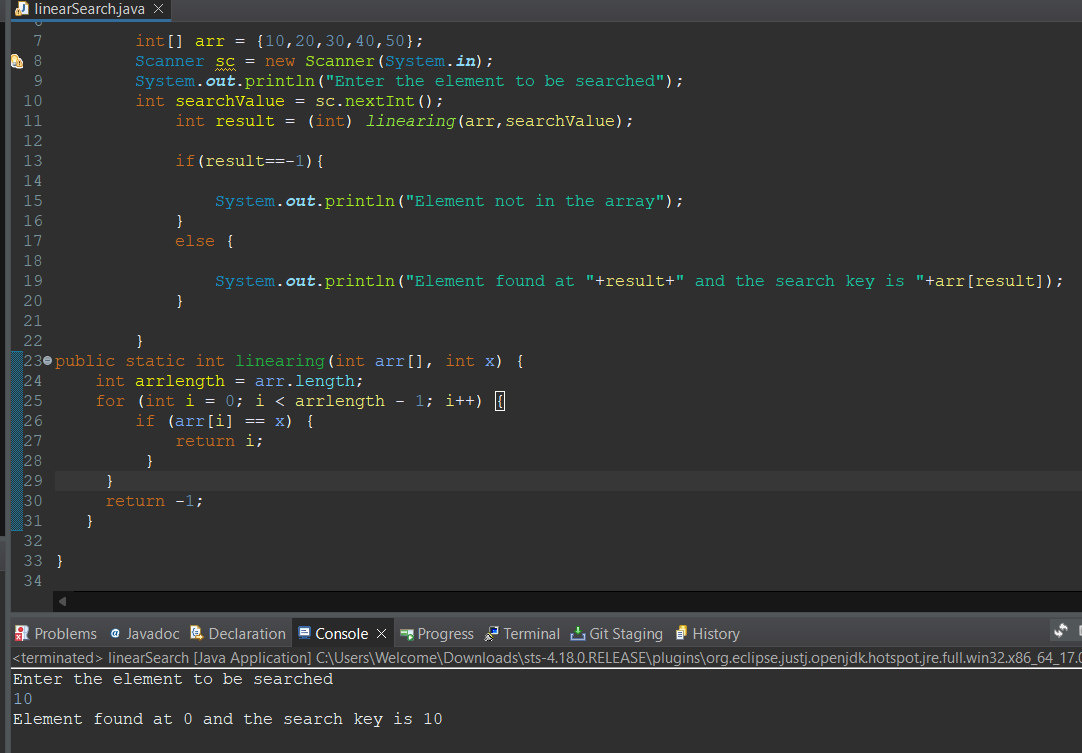 linearSearch.java
7 int[] arr = {10,20,30,40,50};
8 Scanner sc = new Scanner(System.in);
9 System.out.println("Enter the element to be searched");
10 int searchValue = sc.nextInt();
11 int result = (int) linearing(arr,searchValue);
12
13 if(result==-1){
14
15 System.out.println("Element not in the array");
16 }
17 else {
18
19 System.out.println("Element found at "+result+" and the search key is "+arr[result]);
20 }
21
22 }
23 public static int linearing(int arr[], int x) {
24 int arrlength = arr.length;
25 for (int i = 0; i < arrlength - 1; i++) {
26 if (arr[i] == x) {
27 return i;
28 }
29 }
30 return -1;
31 }
32
33 }
34
Problems Javadoc Declaration Console Progress Terminal Git Staging History
<terminated> linearSearch [Java Application] C:\Users\Welcome\Downloads\sts-4.18.0.RELEASE\plugins\org.eclipse.justj.openjdk.hotspot.jre.full.win32.x86_64_17.0
Enter the element to be searched
10
Element found at 0 and the search key is 10